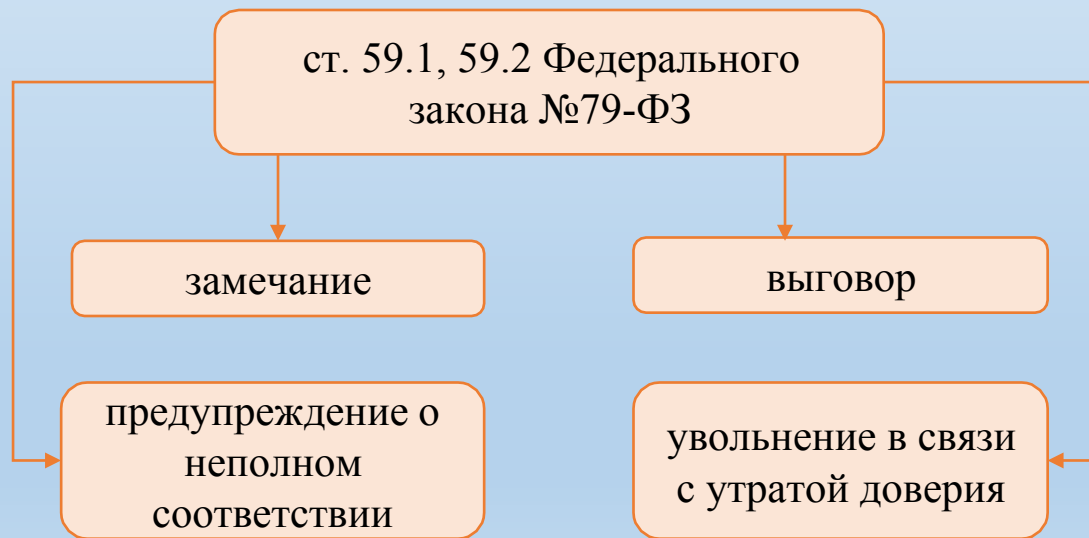 ст. 59.1, 59.2 Федерального
закона №79-ФЗ
замечание
выговор
предупреждение о
неполном
соответствии
увольнение в связи
с утратой доверия